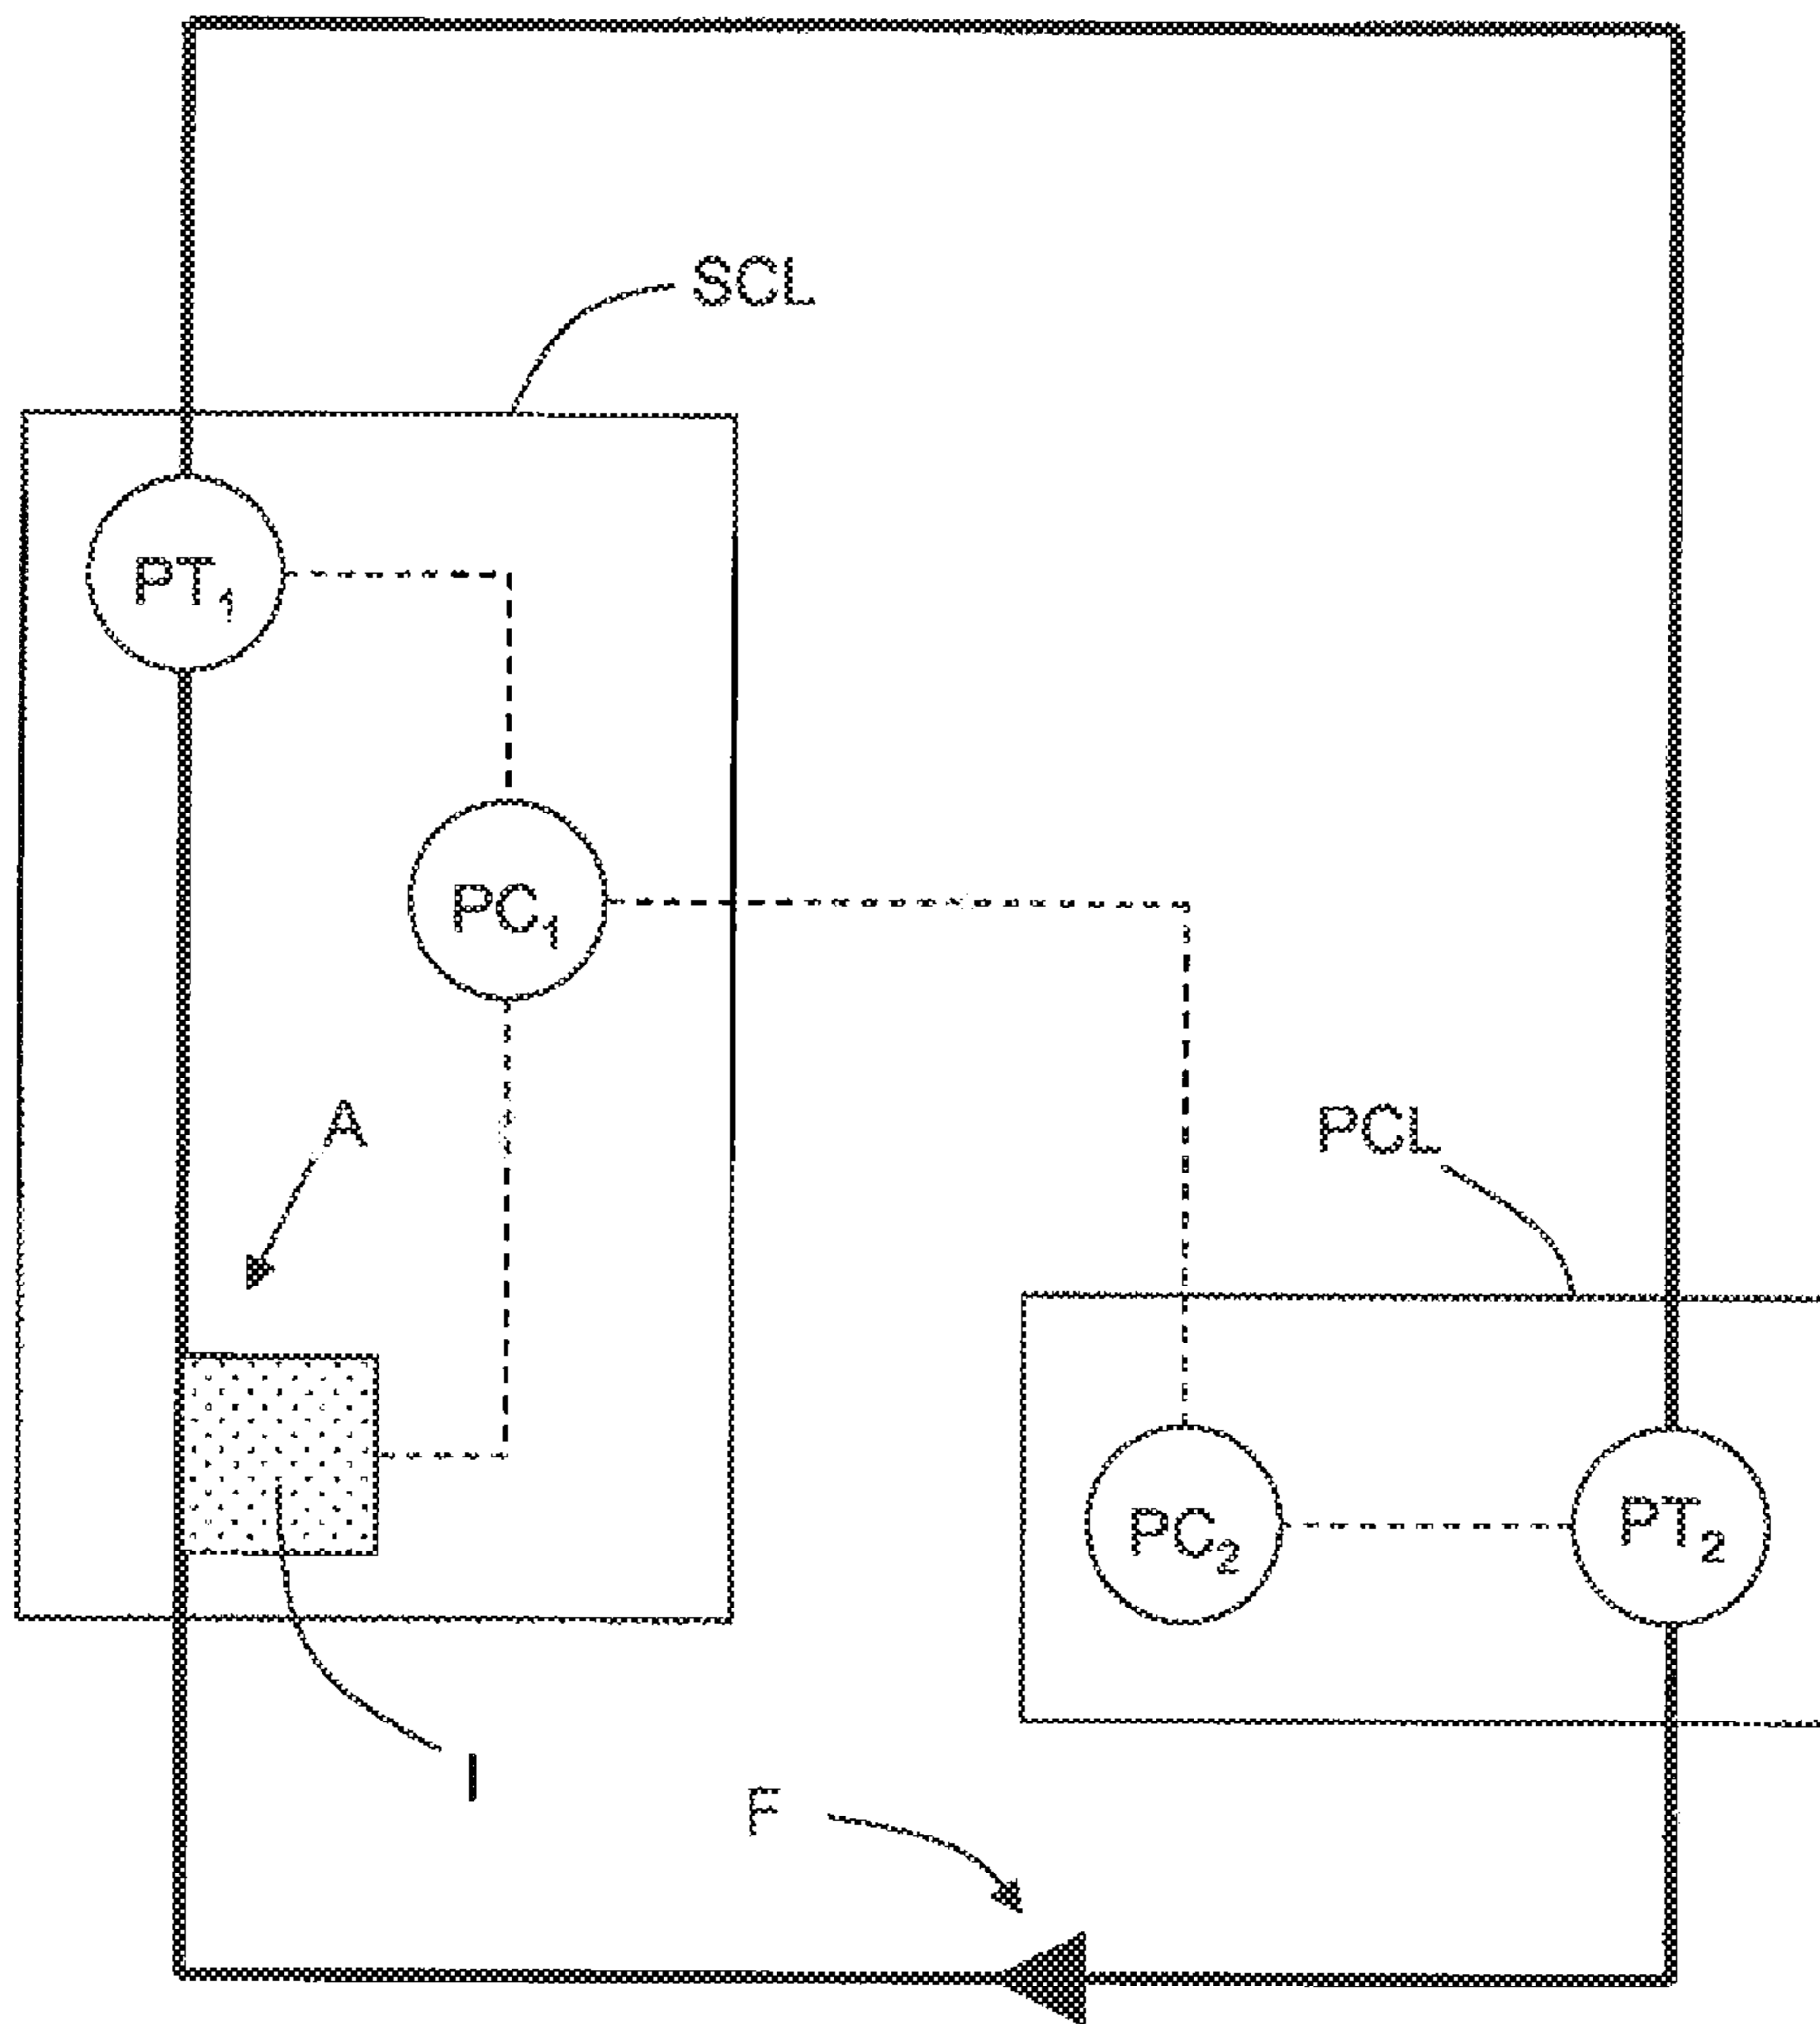 SCL
PT₁
PC₁
A
PCL
PC₂
PT₂
I
F